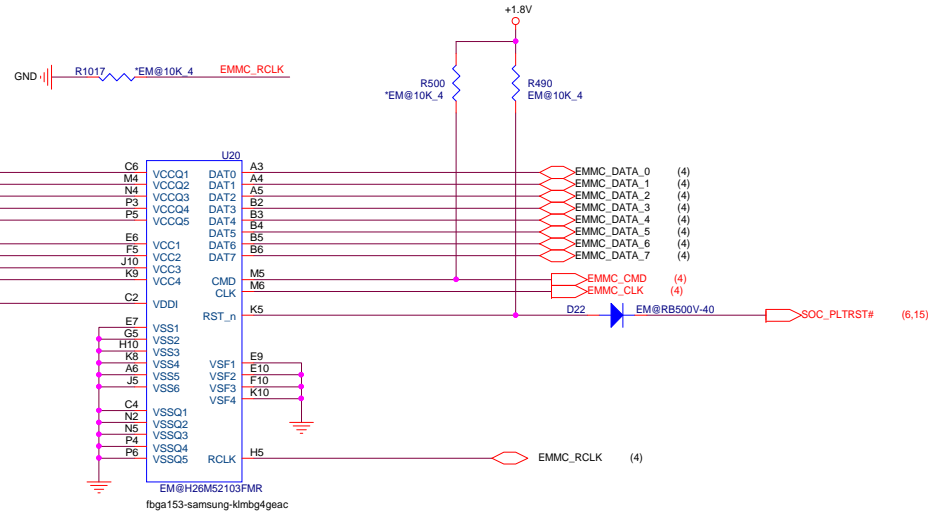 +1.8V
GND R1017 *EM@10K_4 EMMC_RCLK
R500 R490
*EM@10K_4 EM@10K_4
U20
C6 VCCQ1 DAT0 A3 EMMC_DATA_0 (4)
M4 VCCQ2 DAT1 A4 EMMC_DATA_1 (4)
N4 VCCQ3 DAT2 A5 EMMC_DATA_2 (4)
P3 VCCQ4 DAT3 B2 EMMC_DATA_3 (4)
P5 VCCQ5 DAT4 B3 EMMC_DATA_4 (4)
DAT5 B4 EMMC_DATA_5 (4)
E6 VCC1 DAT6 B5 EMMC_DATA_6 (4)
F5 VCC2 DAT7 B6 EMMC_DATA_7 (4)
J10 VCC3
K9 VCC4 CMD M5 EMMC_CMD (4)
CLK M6 EMMC_CLK (4)
C2 VDDI
RST_n K5 D22 EM@RB500V-40 SOC_PLTRST# (6,15)
E7 VSS1
G5 VSS2
H10 VSS3
K8 VSS4 VSF1 E9
A6 VSS5 VSF2 E10
J5 VSS6 VSF3 F10
VSF4 K10
C4 VSSQ1
N2 VSSQ2
N5 VSSQ3
P4 VSSQ4
P6 VSSQ5 RCLK H5 EMMC_RCLK (4)
EM@H26M52103FMR
fbga153-samsung-klmbg4geac